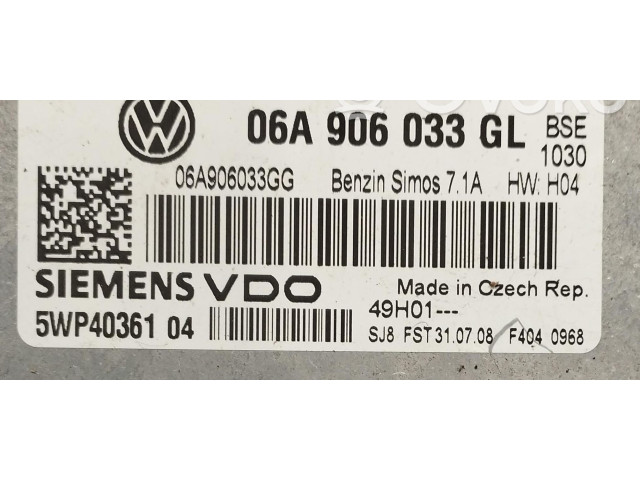 06A 906 033 GL BSE
1030
06A906033GG Benzin Simos 7.1A HW: H04
SIEMENS VDO Made in Czech Rep.
49H01---
5WP40361 04
SJ8 FST 31.07.08 F404 0968